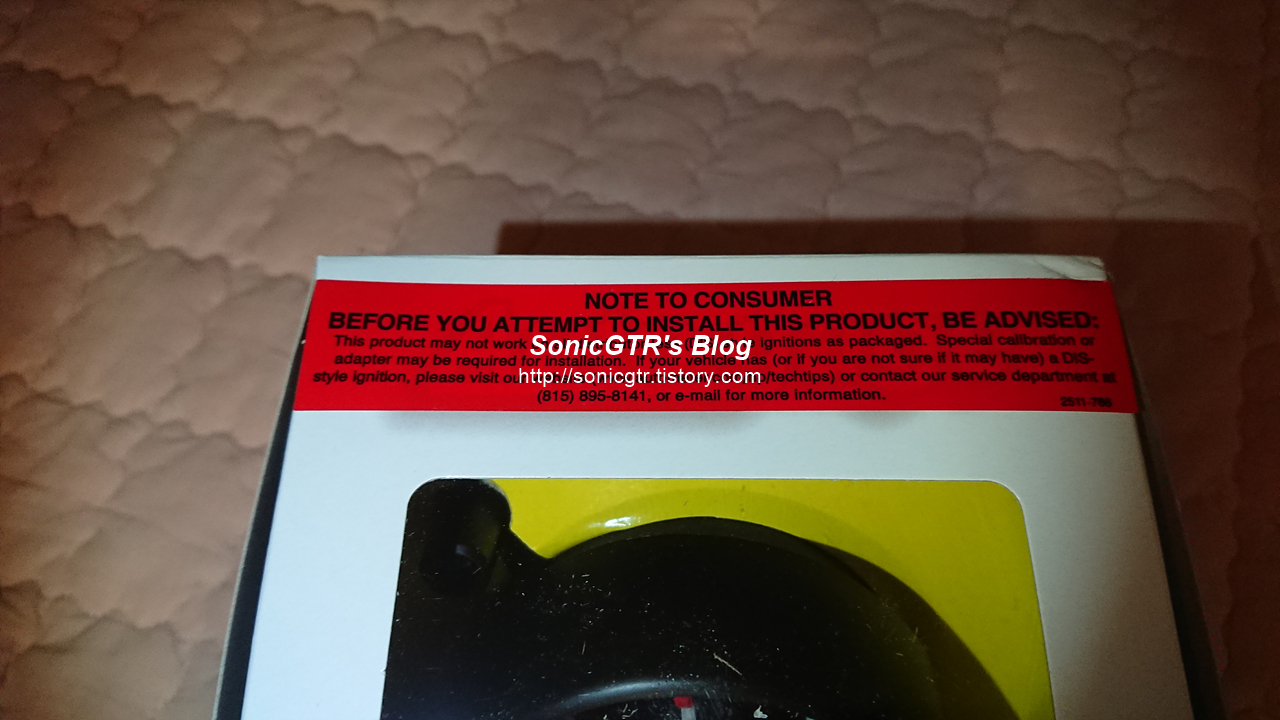 NOTE TO CONSUMER
BEFORE YOU ATTEMPT TO INSTALL THIS PRODUCT, BE ADVISED:
This product may not work ignitions as packaged. Special calibration or
SonicGTR's Blog
adapter may be required for installation. If your vehicle has (or if you are not sure if it may have) a DIS-
style ignition, please visit /techtips) or contact our service department at
http://sonicgtr.tistory.com
(815) 895-8141, or e-mail for more information.
2511-768